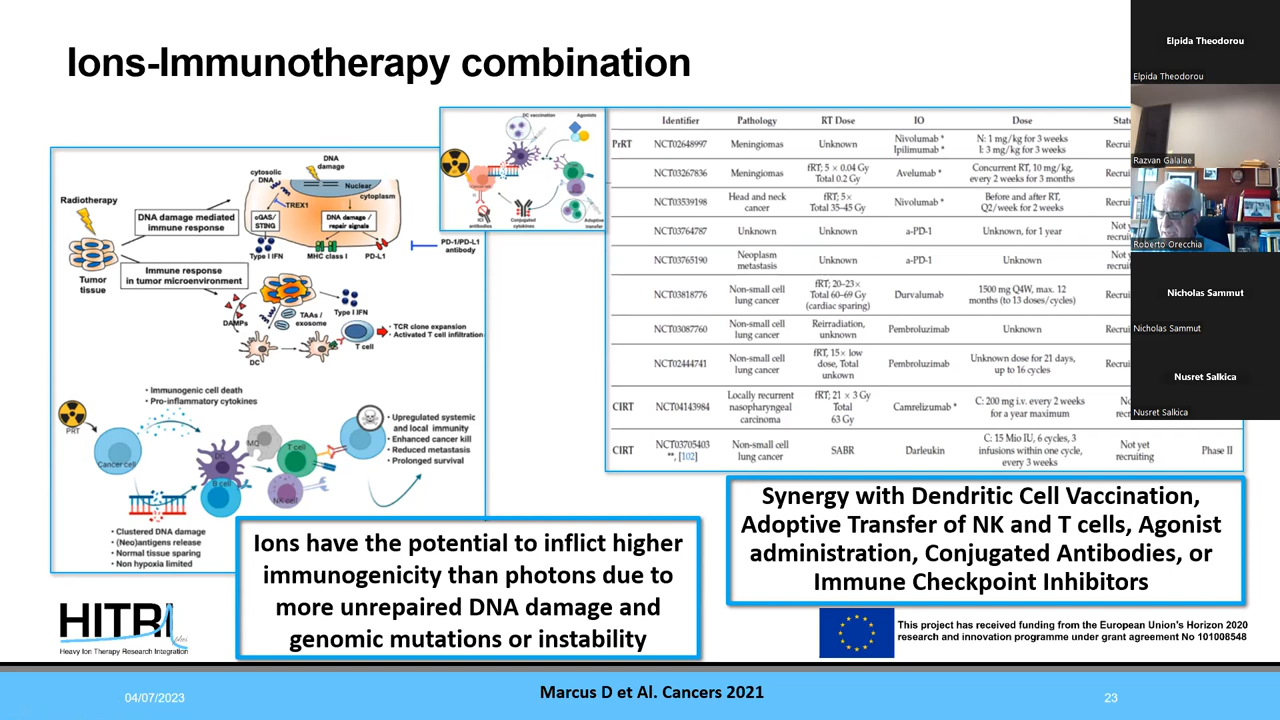 Ions-Immunotherapy combination
DNA
damage
cytosolic
DNA
Nuclear
cytoplasm
TREX1
Radiotherapy
DNA damage mediated
immune response
cGAS/
STING
DNA damage /
repair signals
Type I IFN
MHC class I
PD-L1
PD-1/PD-L1
antibody
Tumor
tissue
Immune response
in tumor microenvironment
DAMPs
TAAs /
exosome
Type I IFN
T cell
DC
• TCR clone expansion
• Activated T cell infiltration
• Immunogenic cell death
• Pro-inflammatory cytokines
PRT
Cancer cell
DC
MΦ
T cell
B cell
NK cell
• Upregulated systemic
and local immunity
• Enhanced cancer kill
• Reduced metastasis
• Prolonged survival
• Clustered DNA damage
• (Neo)antigens release
• Normal tissue sparing
• Non hypoxia limited
DC vaccination
Agonists
ICI
antibodies
Conjugated
cytokines
Adoptive
transfer
Identifier Pathology RT Dose IO Dose
PrRT NCT02648997 Meningiomas Unknown Nivolumab * Ipilimumab * N: 1 mg/kg for 3 weeks I: 3 mg/kg for 3 weeks Recrui
NCT03267836 Meningiomas fRT; 5 × 0.04 Gy Total 0.2 Gy Avelumab * Concurrent RT, 10 mg/kg, every 2 weeks for 3 months Recrui
NCT03539198 Head and neck cancer fRT; 5× Total 35-45 Gy Nivolumab * Before and after RT, Q2/week for 2 weeks Recrui
NCT03764787 Unknown Unknown a-PD-1 Unknown, for 1 year Not y recrui
NCT03765190 Neoplasm metastasis Unknown a-PD-1 Unknown Not y recrui
NCT03818776 Non-small cell lung cancer fRT; 20–23× Total 60–69 Gy (cardiac sparing) Durvalumab 1500 mg Q4W, max. 12 months (to 13 doses/cycles) Recrui
NCT03087760 Non-small cell lung cancer Reirradiation, unknown Pembroluzimab Unknown Recrui
NCT02444741 Non-small cell lung cancer fRT, 15× low dose, Total unkown Pembroluzimab Unknown dose for 21 days, up to 16 cycles Recrui
CIRT NCT04143984 Locally recurrent nasopharyngeal carcinoma fRT; 21 × 3 Gy Total 63 Gy Camrelizumab * C: 200 mg i.v. every 2 weeks for a year maximum
CIRT NCT03705403 **, [102] Non-small cell lung cancer SABR Darleukin C: 15 Mio IU, 6 cycles, 3 infusions within one cycle, every 3 weeks Not yet recruiting Phase II
Elpida Theodorou
Elpida Theodorou
Razvan Galalae
Roberto Orecchia
Nicholas Sammut
Nicholas Sammut
Nusret Salkica
Nusret Salkica
Ions have the potential to inflict higher
immunogenicity than photons due to
more unrepaired DNA damage and
genomic mutations or instability
Synergy with Dendritic Cell Vaccination,
Adoptive Transfer of NK and T cells, Agonist
administration, Conjugated Antibodies, or
Immune Checkpoint Inhibitors
HITRI plus
Heavy Ion Therapy Research Integration
This project has received funding from the European Union's Horizon 2020
research and innovation programme under grant agreement No 101008548
04/07/2023
Marcus D et Al. Cancers 2021
23